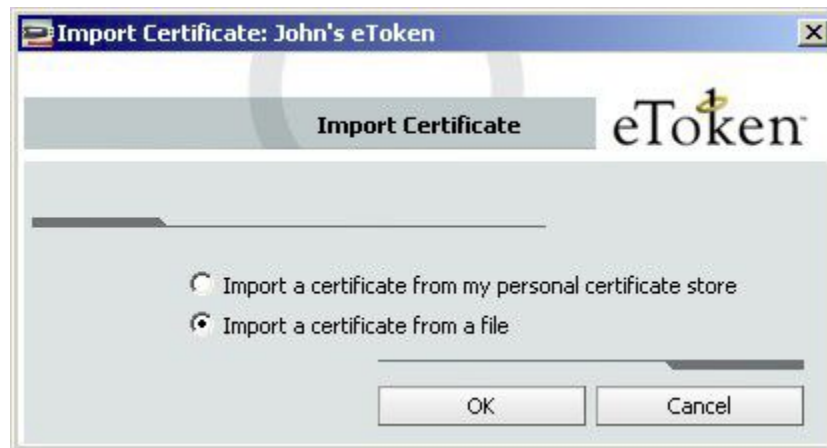 Import Certificate: John's eToken
Import Certificate
eToken
Import a certificate from my personal certificate store
Import a certificate from a file
OK
Cancel